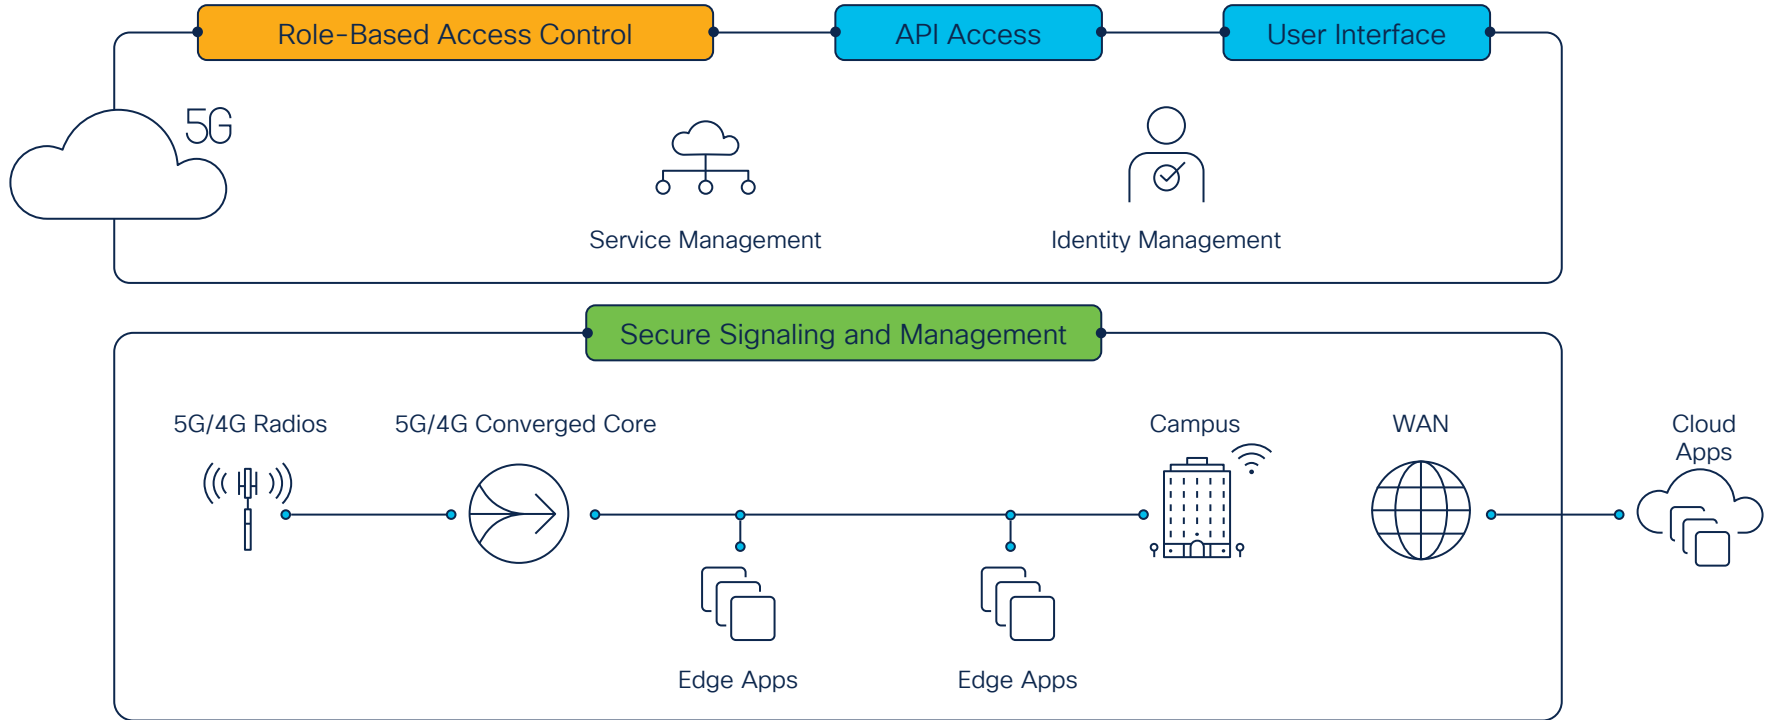 Role-Based Access Control
API Access
User Interface
5G
Service Management
Identity Management
Secure Signaling and Management
5G/4G Radios
5G/4G Converged Core
Campus
WAN
Cloud
Apps
Edge Apps
Edge Apps